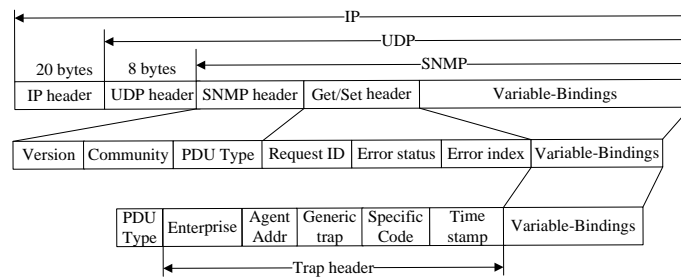 IP
UDP
20 bytes
8 bytes
SNMP
IP header
UDP header
SNMP header
Get/Set header
Variable-Bindings
Version
Community
PDU Type
Request ID
Error status
Error index
Variable-Bindings
PDU
Type
Enterprise
Agent
Addr
Generic
trap
Specific
Code
Time
stamp
Variable-Bindings
Trap header